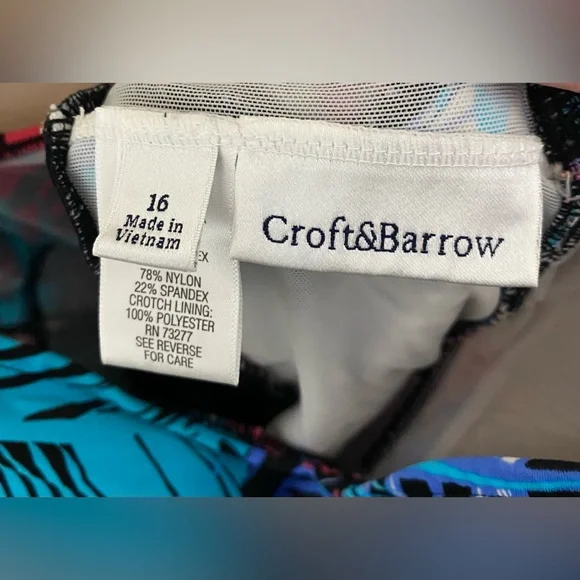 16
Made in
Vietnam
Croft&Barrow
78% NYLON
22% SPANDEX
CROTCH LINING:
100% POLYESTER
RN 73277
SEE REVERSE
FOR CARE